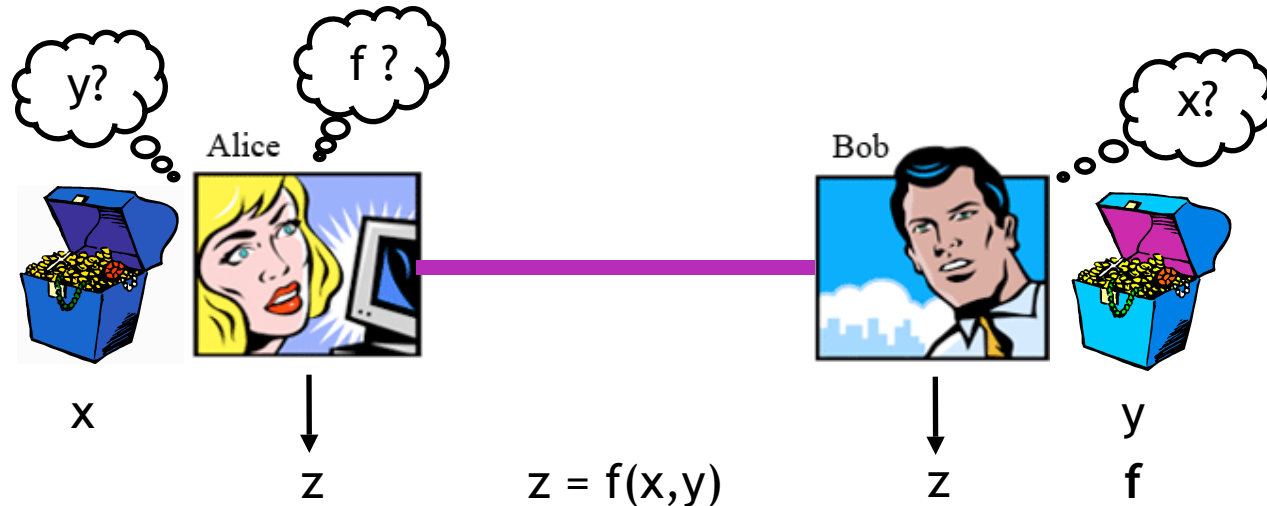 y?
f ?
x?
Alice
Bob
x
y
z
z = f(x,y)
z
f